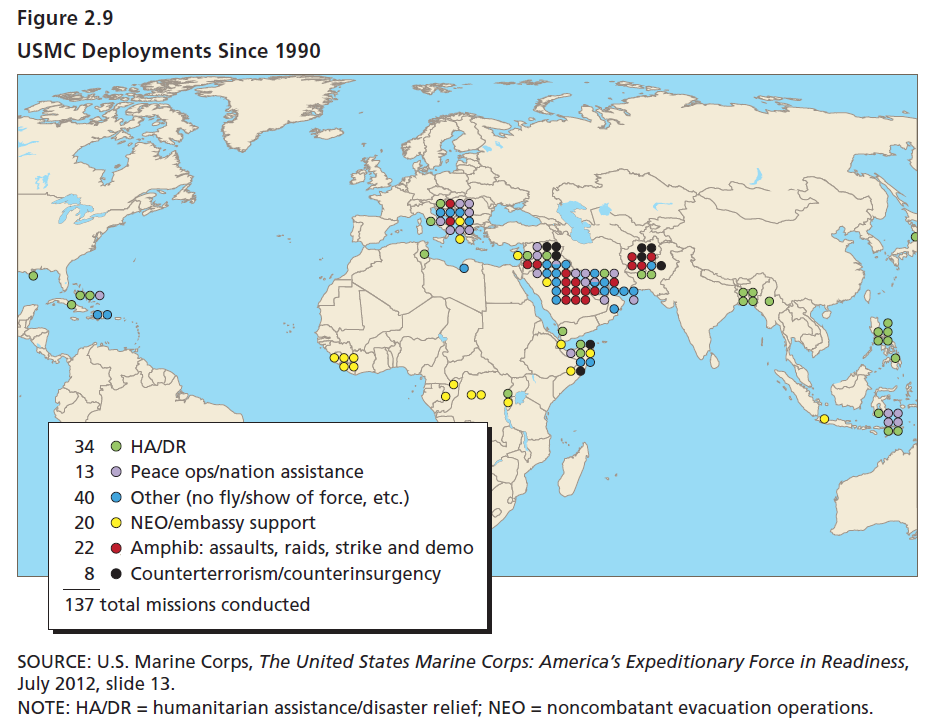 Figure 2.9
USMC Deployments Since 1990
34 HA/DR
13 Peace ops/nation assistance
40 Other (no fly/show of force, etc.)
20 NEO/embassy support
22 Amphib: assaults, raids, strike and demo
8 Counterterrorism/counterinsurgency
137 total missions conducted
SOURCE: U.S. Marine Corps, The United States Marine Corps: America's Expeditionary Force in Readiness,
July 2012, slide 13.
NOTE: HA/DR = humanitarian assistance/disaster relief; NEO = noncombatant evacuation operations.